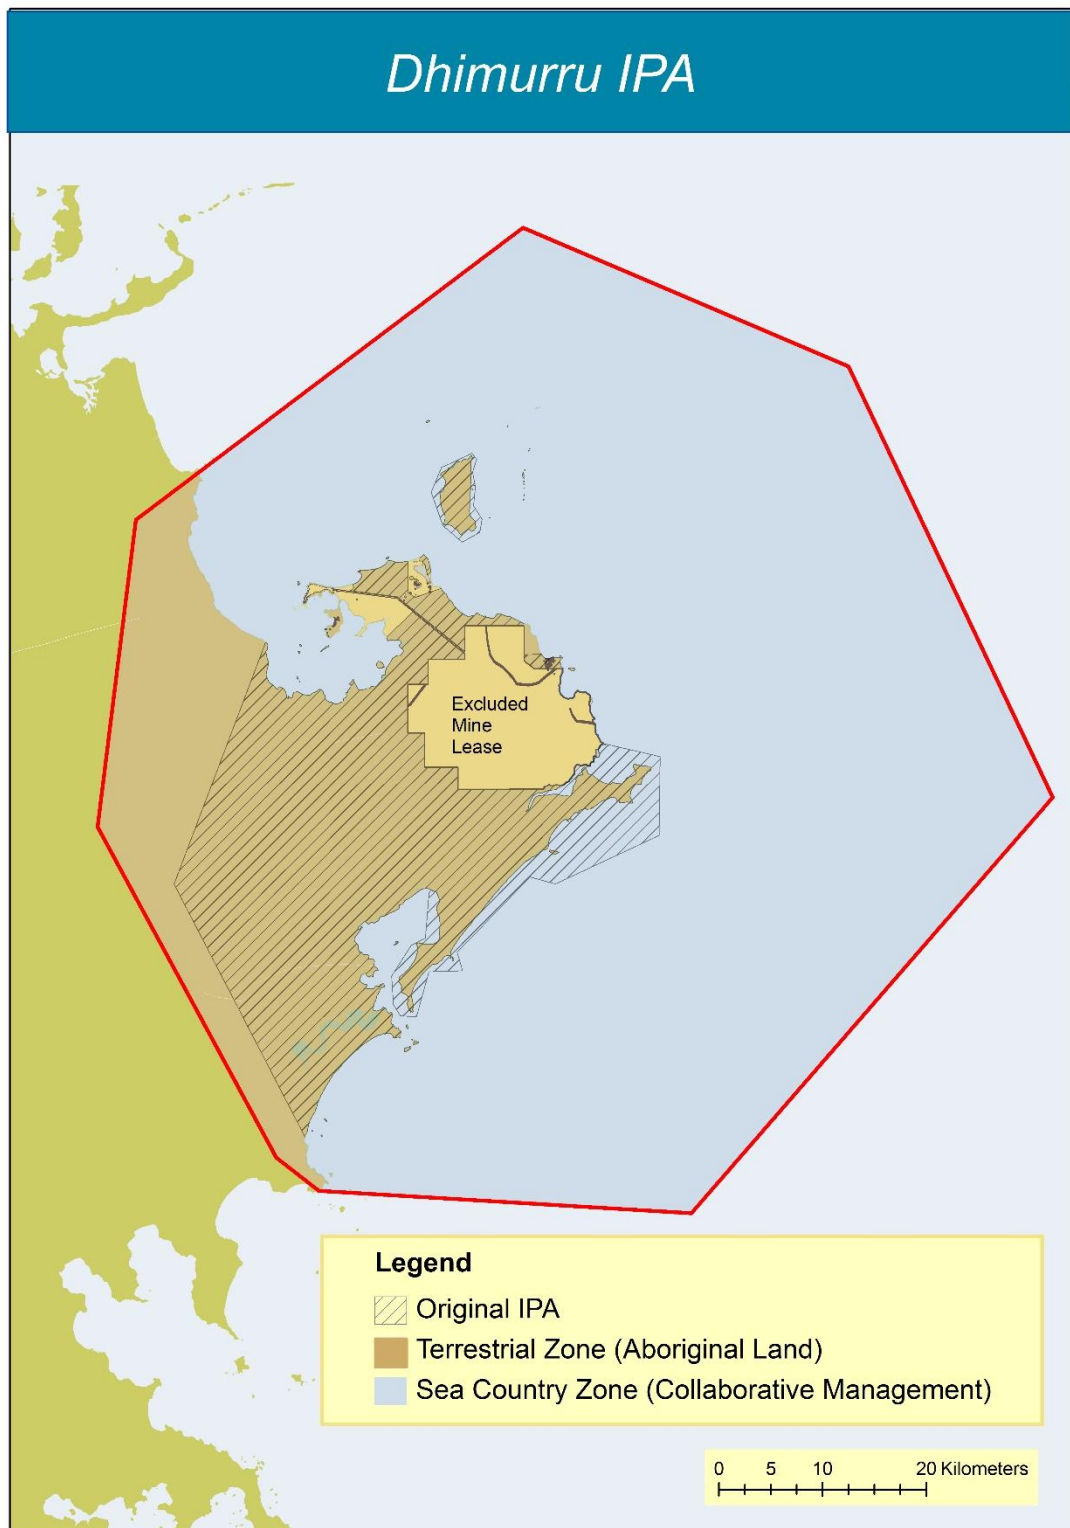 Dhimurru IPA
Excluded
Mine
Lease
Legend
Original IPA
Terrestrial Zone (Aboriginal Land)
Sea Country Zone (Collaborative Management)
0 5 10 20 Kilometers